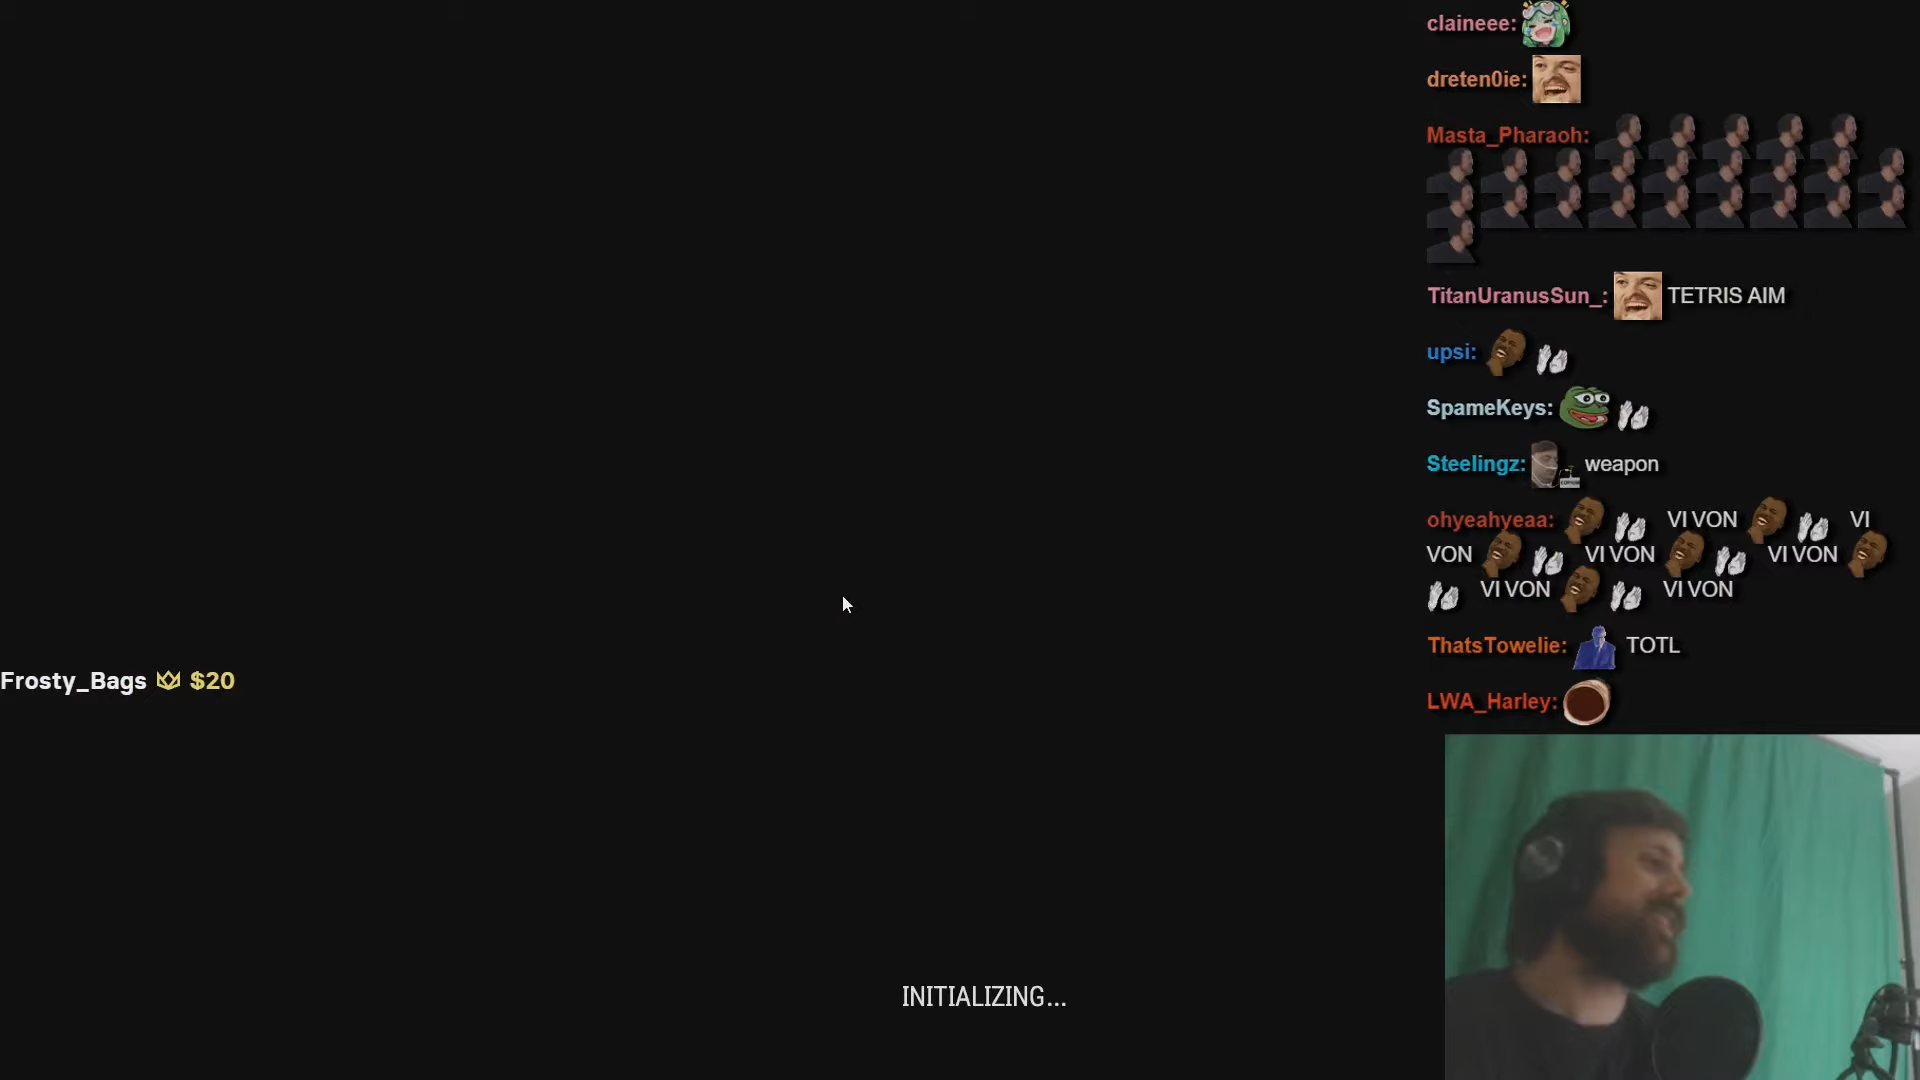 claineee:
dreten0ie:
Masta_Pharaoh:
TitanUranusSun_: TETRIS AIM
upsi:
SpameKeys:
Steelingz: weapon
ohyeahyeaa: VI VON VI
VON VI VON VI VON
VI VON VI VON
ThatsTowelie: TOTL
Frosty_Bags $20
LWA_Harley:
INITIALIZING...